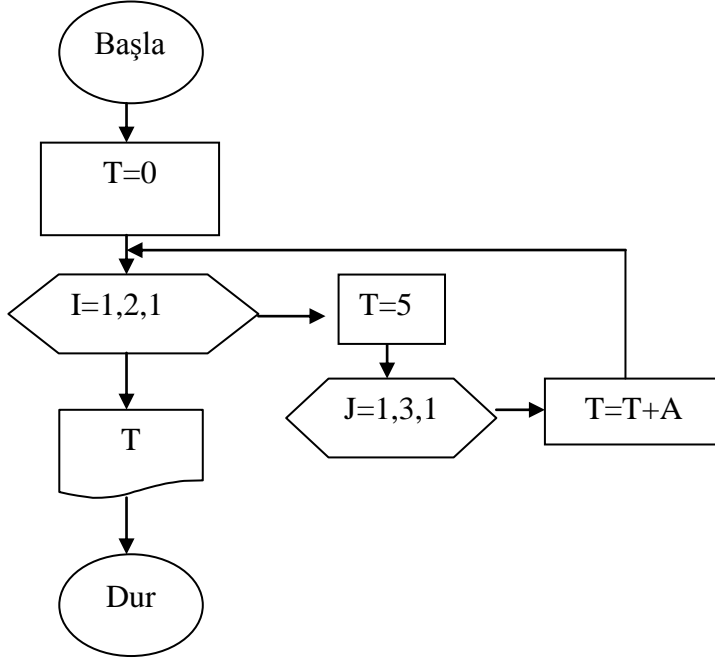 Başla
T=0
I=1,2,1
T=5
J=1,3,1
T=T+A
T
Dur